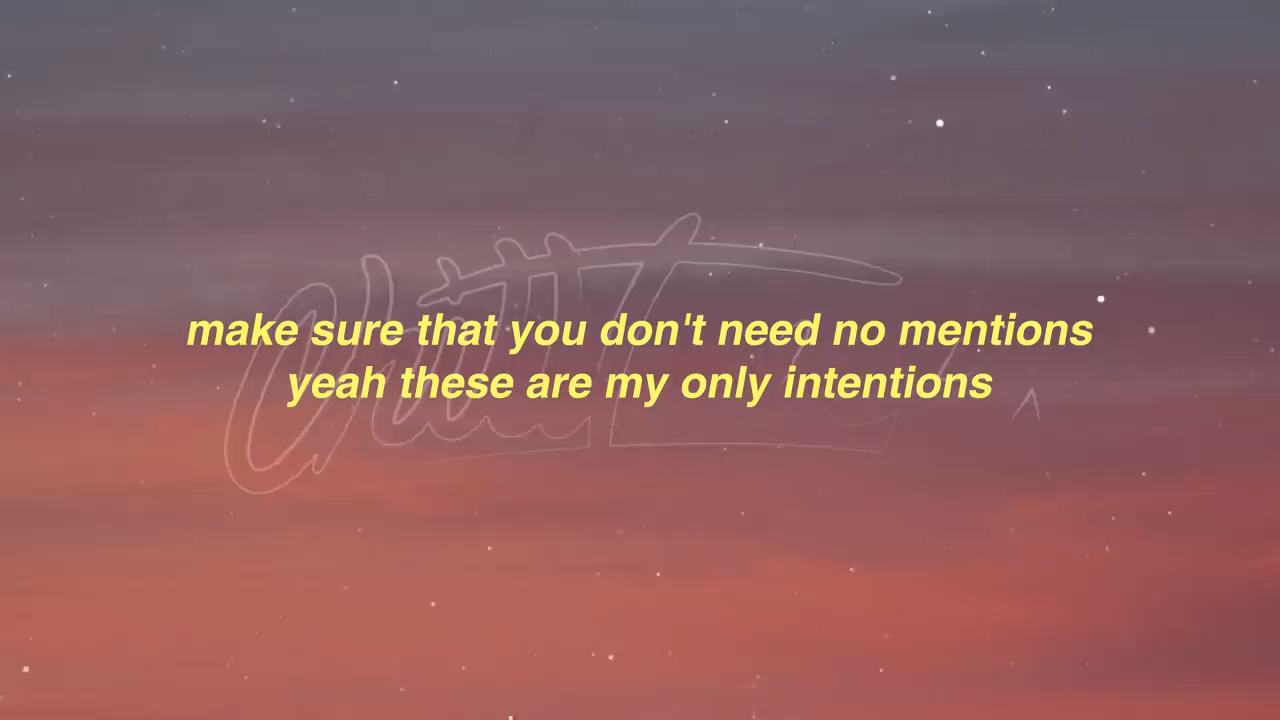 make sure that you don't need no mentions
yeah these are my only intentions